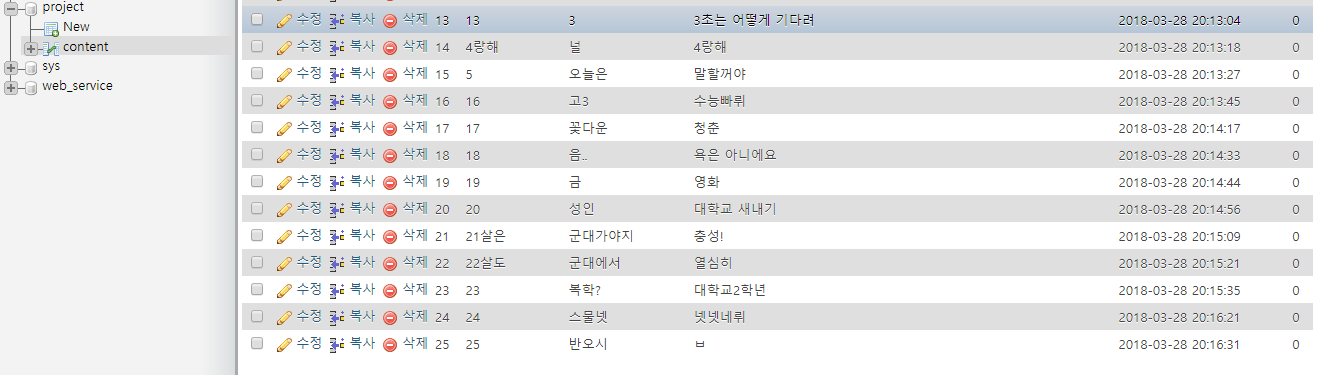 project
New
content
sys
web_service
수정 복사 삭제 13 13 3 3초는 어떻게 기다려 2018-03-28 20:13:04 0
수정 복사 삭제 14 4랑해 널 4랑해 2018-03-28 20:13:18 0
수정 복사 삭제 15 5 오늘은 말할꺼야 2018-03-28 20:13:27 0
수정 복사 삭제 16 16 고3 수능빠뤼 2018-03-28 20:13:45 0
수정 복사 삭제 17 17 꽃다운 청춘 2018-03-28 20:14:17 0
수정 복사 삭제 18 18 음.. 욕은 아니에요 2018-03-28 20:14:33 0
수정 복사 삭제 19 19 금 영화 2018-03-28 20:14:44 0
수정 복사 삭제 20 20 성인 대학교 새내기 2018-03-28 20:14:56 0
수정 복사 삭제 21 21살은 군대가야지 충성! 2018-03-28 20:15:09 0
수정 복사 삭제 22 22살도 군대에서 열심히 2018-03-28 20:15:21 0
수정 복사 삭제 23 23 복학? 대학교2학년 2018-03-28 20:15:35 0
수정 복사 삭제 24 24 스물넷 넷넷네뤼 2018-03-28 20:16:21 0
수정 복사 삭제 25 25 반오시 ㅂ 2018-03-28 20:16:31 0